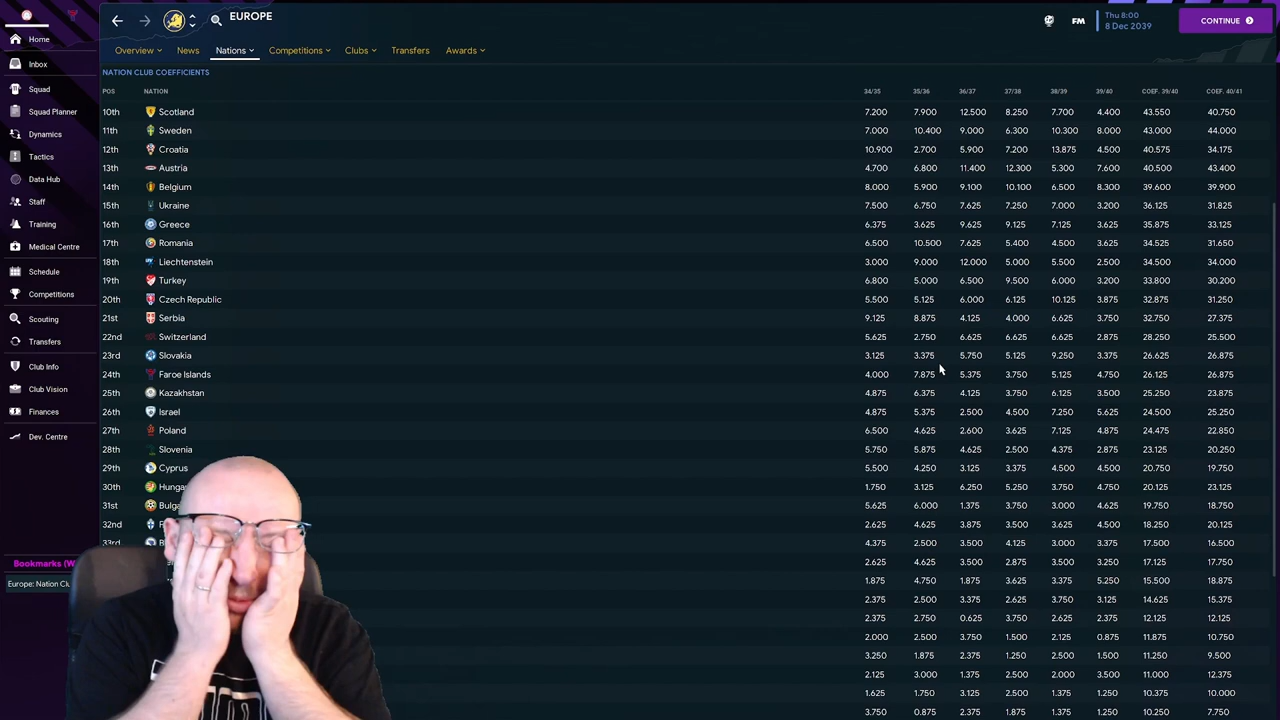 EUROPE
FM
Thu 8:00
8 Dec 2039
CONTINUE
Overview
News
Nations
Competitions
Clubs
Transfers
Awards
Home
Inbox
Squad
Squad Planner
Dynamics
Tactics
Data Hub
Staff
Training
Medical Centre
Schedule
Competitions
Scouting
Transfers
Club Info
Club Vision
Finances
Dev. Centre
Bookmarks (W
Europe: Nation Clu
NATION CLUB COEFFICIENTS
POS NATION 34/35 35/36 36/37 37/38 38/39 39/40 COEF. 39/40 COEF. 40/41
10th Scotland 7.200 7.900 12.500 8.250 7.700 4.400 43.550 40.750
11th Sweden 7.000 10.400 9.000 6.300 10.300 8.000 43.000 44.000
12th Croatia 10.900 2.700 5.900 7.200 13.875 4.500 40.575 34.175
13th Austria 4.700 6.800 11.400 12.300 5.300 7.600 40.500 43.400
14th Belgium 8.000 5.900 9.100 10.100 6.500 8.300 39.600 39.900
15th Ukraine 7.500 6.750 7.625 7.250 7.000 3.200 36.125 31.825
16th Greece 6.375 3.625 9.625 9.125 7.125 3.625 35.875 33.125
17th Romania 6.500 10.500 7.625 5.400 4.500 3.625 34.525 31.650
18th Liechtenstein 3.000 9.000 12.000 5.000 5.500 2.500 34.500 34.000
19th Turkey 6.800 5.000 6.500 9.500 6.000 3.200 33.800 30.200
20th Czech Republic 5.500 5.125 6.000 6.125 10.125 3.875 32.875 31.250
21st Serbia 9.125 8.875 4.125 4.000 6.625 3.750 32.750 27.375
22nd Switzerland 5.625 2.750 6.625 6.625 6.625 2.875 28.250 25.500
23rd Slovakia 3.125 3.375 5.750 5.125 9.250 3.375 26.625 26.875
24th Faroe Islands 4.000 7.875 5.375 3.750 5.125 4.750 26.125 26.875
25th Kazakhstan 4.875 6.375 4.125 3.750 6.125 3.500 25.250 23.875
26th Israel 4.875 5.375 2.500 4.500 7.250 5.625 24.500 25.250
27th Poland 6.500 4.625 2.600 3.625 7.125 4.875 24.475 22.850
28th Slovenia 5.750 5.875 4.625 2.500 4.375 2.875 23.125 20.250
29th Cyprus 5.500 4.250 3.125 3.375 4.500 4.500 20.750 19.750
30th Hunga 1.750 3.125 6.250 5.250 3.750 4.750 20.125 23.125
31st Bulga 5.625 6.000 1.375 3.750 3.000 4.625 19.750 18.750
32nd F 2.625 4.625 3.875 3.500 3.625 4.500 18.250 20.125
33rd 4.375 2.500 3.500 4.125 3.000 3.375 17.500 16.500
2.625 4.625 3.500 2.875 3.500 3.250 17.125 17.750
1.875 4.750 1.875 3.625 3.375 5.250 15.500 18.875
2.375 2.500 3.375 2.625 3.750 3.125 14.625 15.375
2.375 2.750 0.625 3.750 2.625 2.375 12.125 12.125
2.000 2.500 3.750 1.500 2.125 0.875 11.875 10.750
3.250 1.875 2.375 1.250 2.500 1.500 11.250 9.500
2.125 3.000 1.375 2.500 2.000 3.500 11.000 12.375
1.625 1.750 3.125 2.500 1.375 1.250 10.375 10.000
3.750 0.875 2.375 1.875 1.375 1.250 10.250 7.750